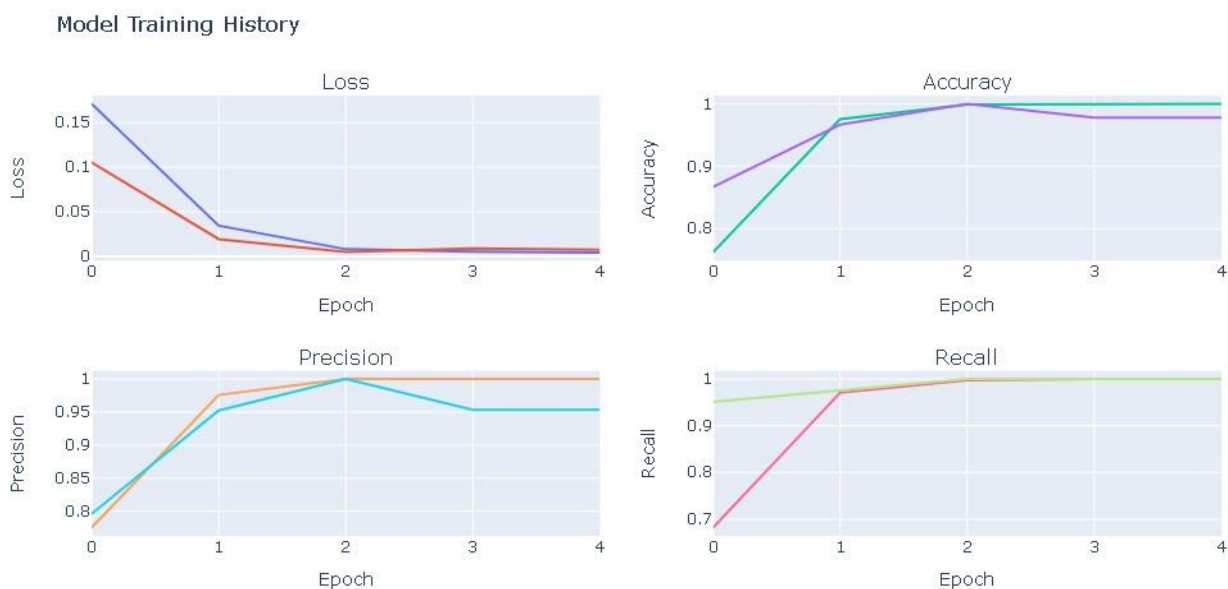 Model Training History
Loss
Loss
0.15
0.1
0.05
0
0 1 2 3 4
Epoch
Accuracy
Accuracy
1
0.9
0.8
0 1 2 3 4
Epoch
Precision
Precision
1
0.95
0.9
0.85
0.8
0 1 2 3 4
Epoch
Recall
Recall
1
0.9
0.8
0.7
0 1 2 3 4
Epoch